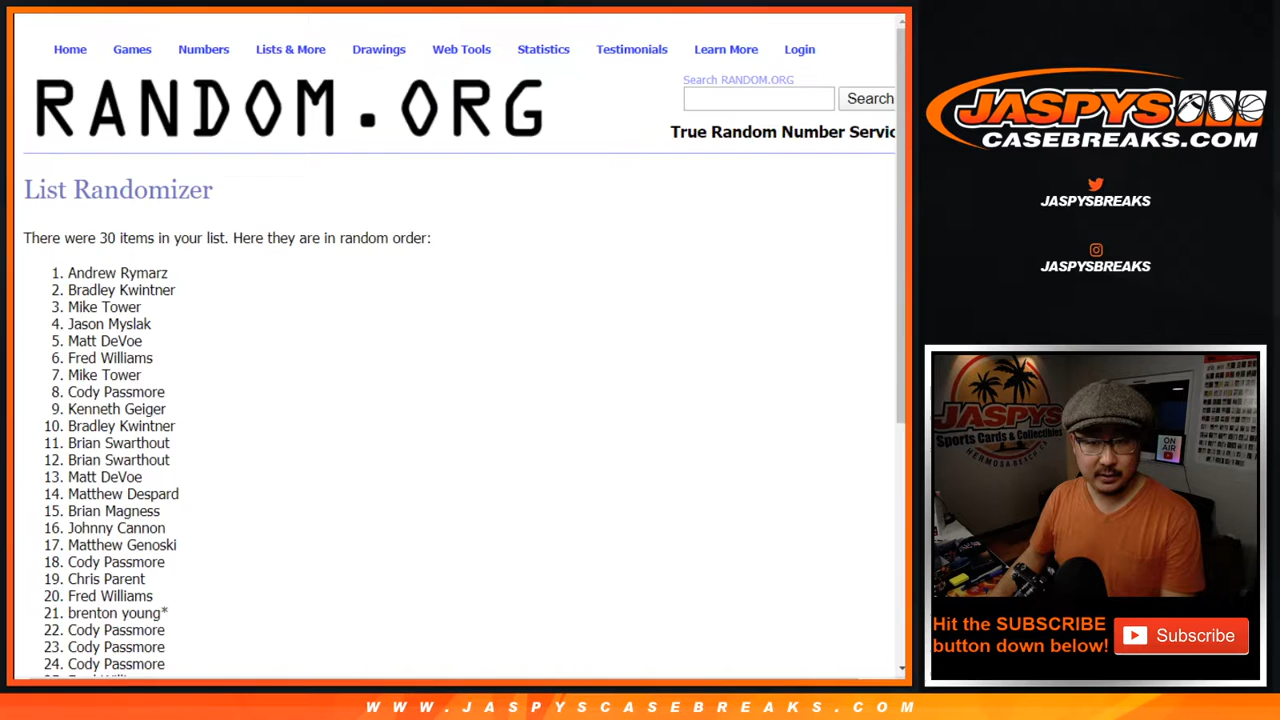 Home Games Numbers Lists & More Drawings Web Tools Statistics Testimonials Learn More Login
RANDOM.ORG
Search RANDOM.ORG
Search
True Random Number Servic
List Randomizer
There were 30 items in your list. Here they are in random order:
1. Andrew Rymarz
2. Bradley Kwintner
3. Mike Tower
4. Jason Myslak
5. Matt DeVoe
6. Fred Williams
7. Mike Tower
8. Cody Passmore
9. Kenneth Geiger
10. Bradley Kwintner
11. Brian Swarthout
12. Brian Swarthout
13. Matt DeVoe
14. Matthew Despard
15. Brian Magness
16. Johnny Cannon
17. Matthew Genoski
18. Cody Passmore
19. Chris Parent
20. Fred Williams
21. brenton young*
22. Cody Passmore
23. Cody Passmore
24. Cody Passmore
JASPYS
CASEBREAKS.COM
JASPYSBREAKS
JASPYSBREAKS
JASPYS
Sports Cards & Collectibles
HERMOSA BEACH, CA
ON AIR
Hit the SUBSCRIBE
button down below!
Subscribe
WWW.JASPYSCASEBREAKS.COM